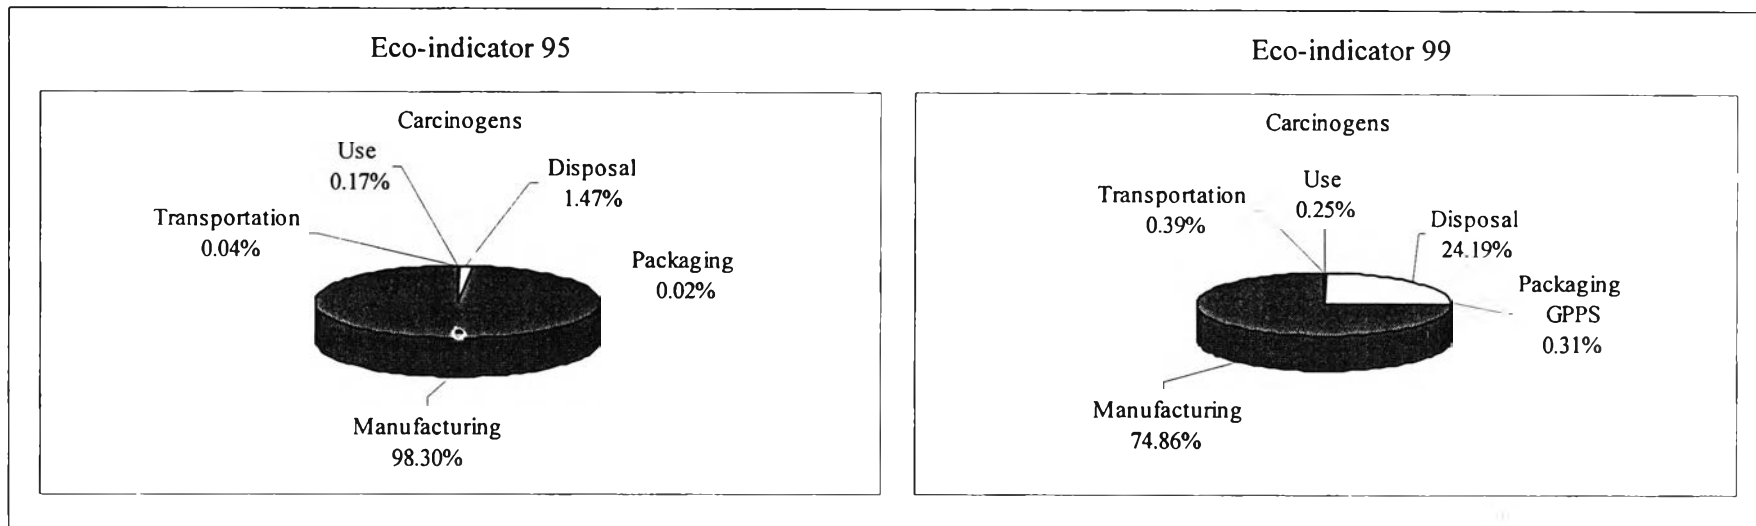 Eco-indicator 95
Carcinogens
Use
0.17%
Disposal
1.47%
Transportation
0.04%
Packaging
0.02%
Manufacturing
98.30%
Eco-indicator 99
Carcinogens
Transportation
0.39%
Use
0.25%
Disposal
24.19%
Packaging
GPPS
0.31%
Manufacturing
74.86%